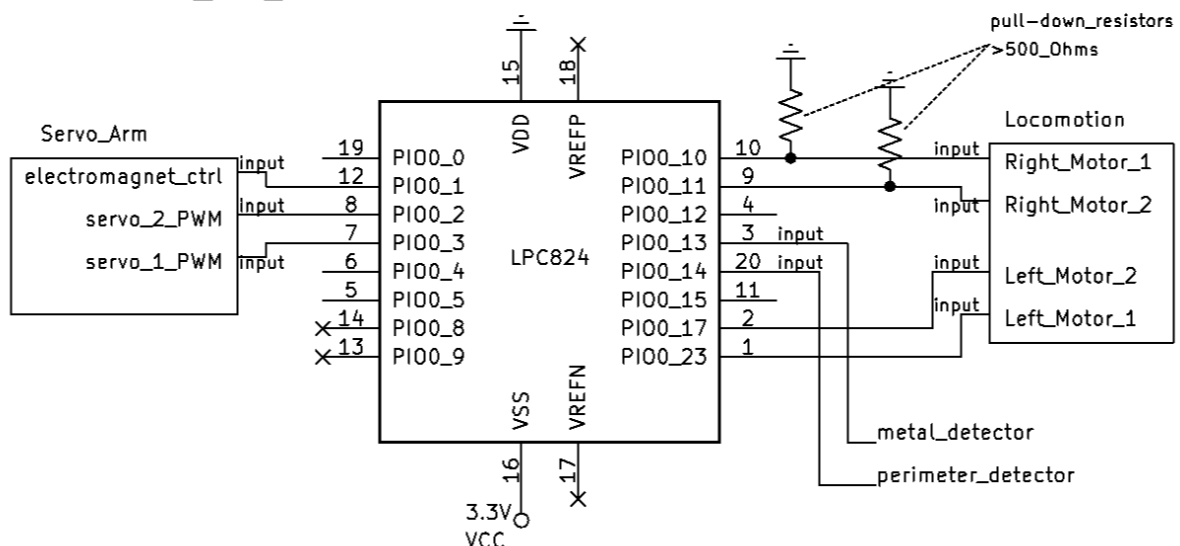 pull-down_resistors
>500_Ohms
15
18
VDD
VREFP
Servo_Arm
electromagnet_ctrl
servo_2_PWM
servo_1_PWM
input
input
input
19
12
8
7
6
5
14
13
PIO0_0
PIO0_1
PIO0_2
PIO0_3
PIO0_4
PIO0_5
PIO0_8
PIO0_9
LPC824
PIO0_10
PIO0_11
PIO0_12
PIO0_13
PIO0_14
PIO0_15
PIO0_17
PIO0_23
10
9
4
3
20
11
2
1
input
input
input
input
input
input
Locomotion
Right_Motor_1
Right_Motor_2
Left_Motor_2
Left_Motor_1
metal_detector
perimeter_detector
VSS
VREFN
16
17
3.3V
VCC